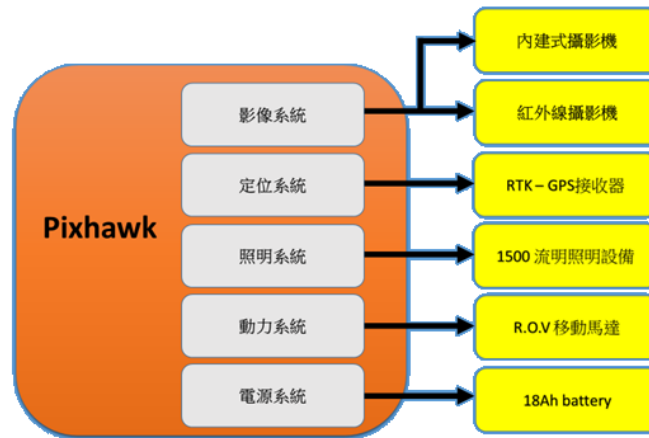 Pixhawk
影像系統
定位系統
照明系統
動力系統
電源系統
內建式攝影機
紅外線攝影機
RTK – GPS接收器
1500 流明照明設備
R.O.V 移動馬達
18Ah battery